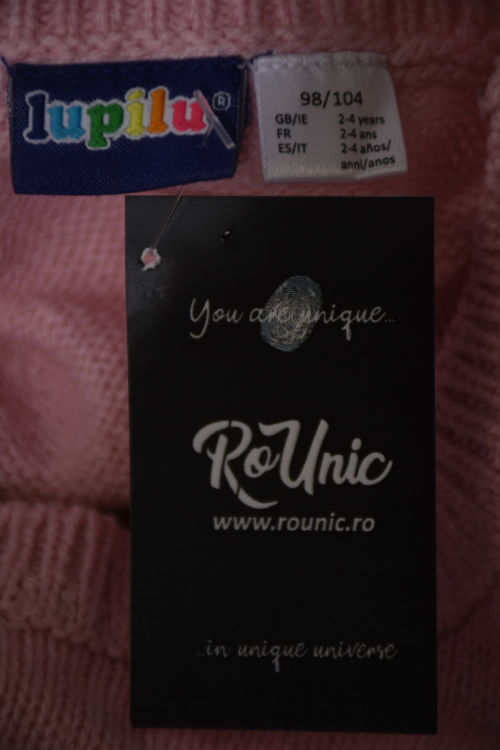 lupilu®
98/104
GB/IE 2-4 years
FR 2-4 ans
ES/IT 2-4 años/
anni/anos
You are unique...
RoUnic
www.rounic.ro
...in unique universe